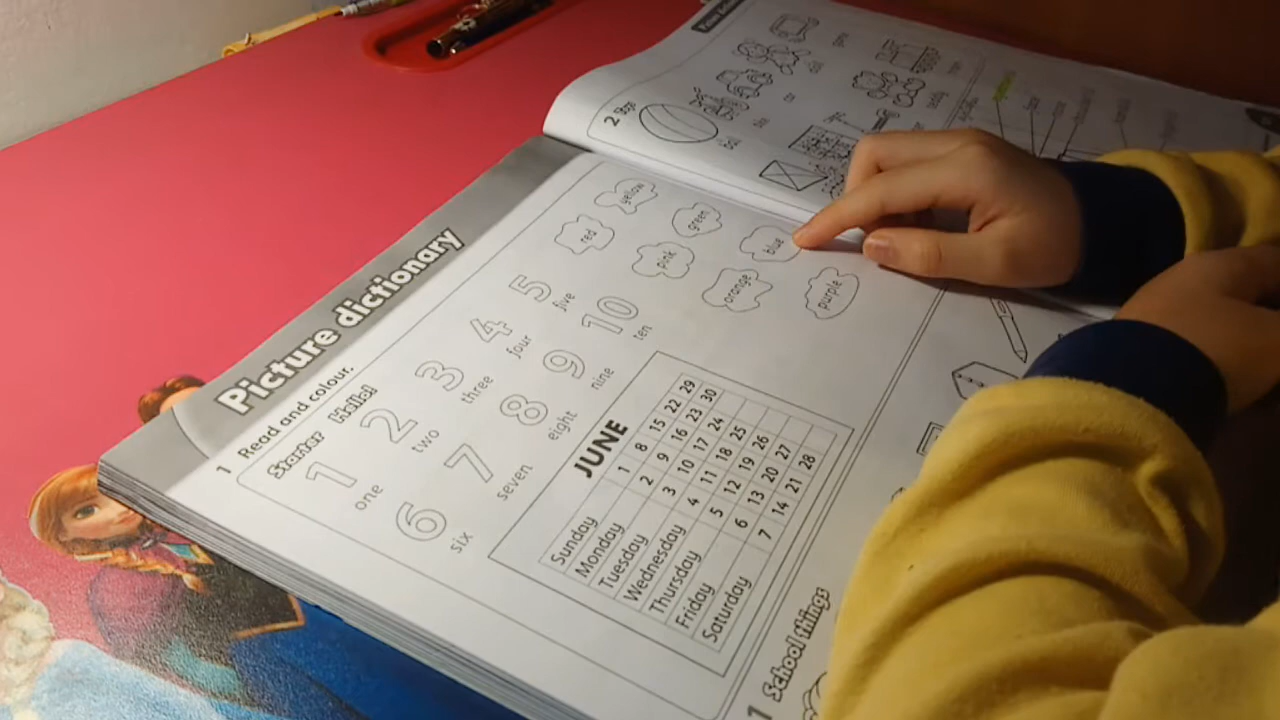 Picture dictionary
1 Read and colour.
Starter Hello!
1 2 3 4 5
one two three four five
6 7 8 9 10
six seven eight nine ten
red yellow
pink green
orange blue
purple
JUNE
Sunday 1 8 15 22 29
Monday 2 9 16 23 30
Tuesday 3 10 17 24
Wednesday 4 11 18 25
Thursday 5 12 19 26
Friday 6 13 20 27
Saturday 7 14 21 28
1 School things
2 Toys
ball